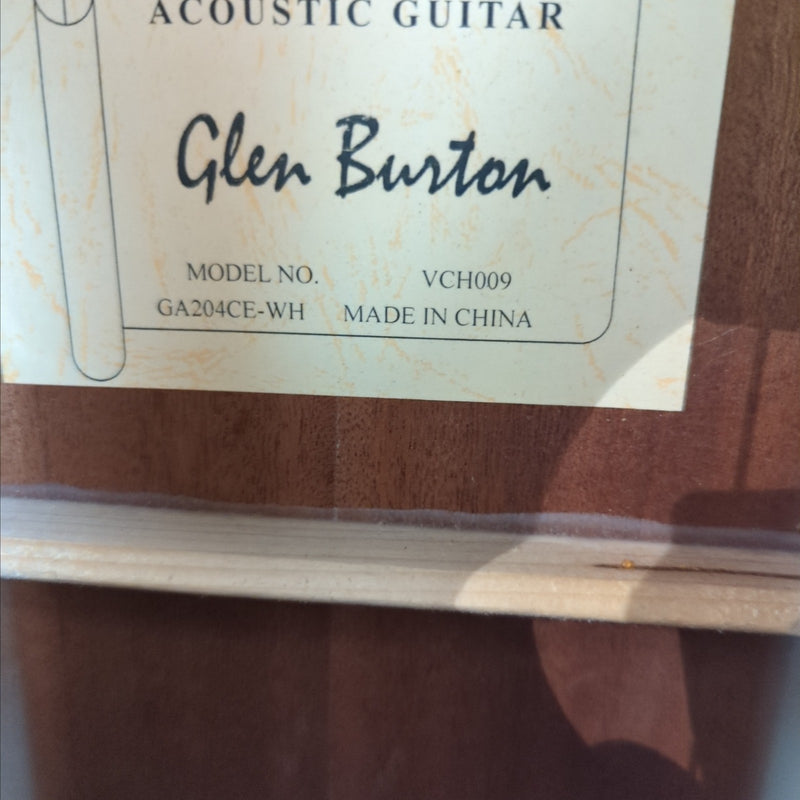 ACOUSTIC GUITAR
Glen Burton
MODEL NO. VCH009
GA204CE-WH MADE IN CHINA